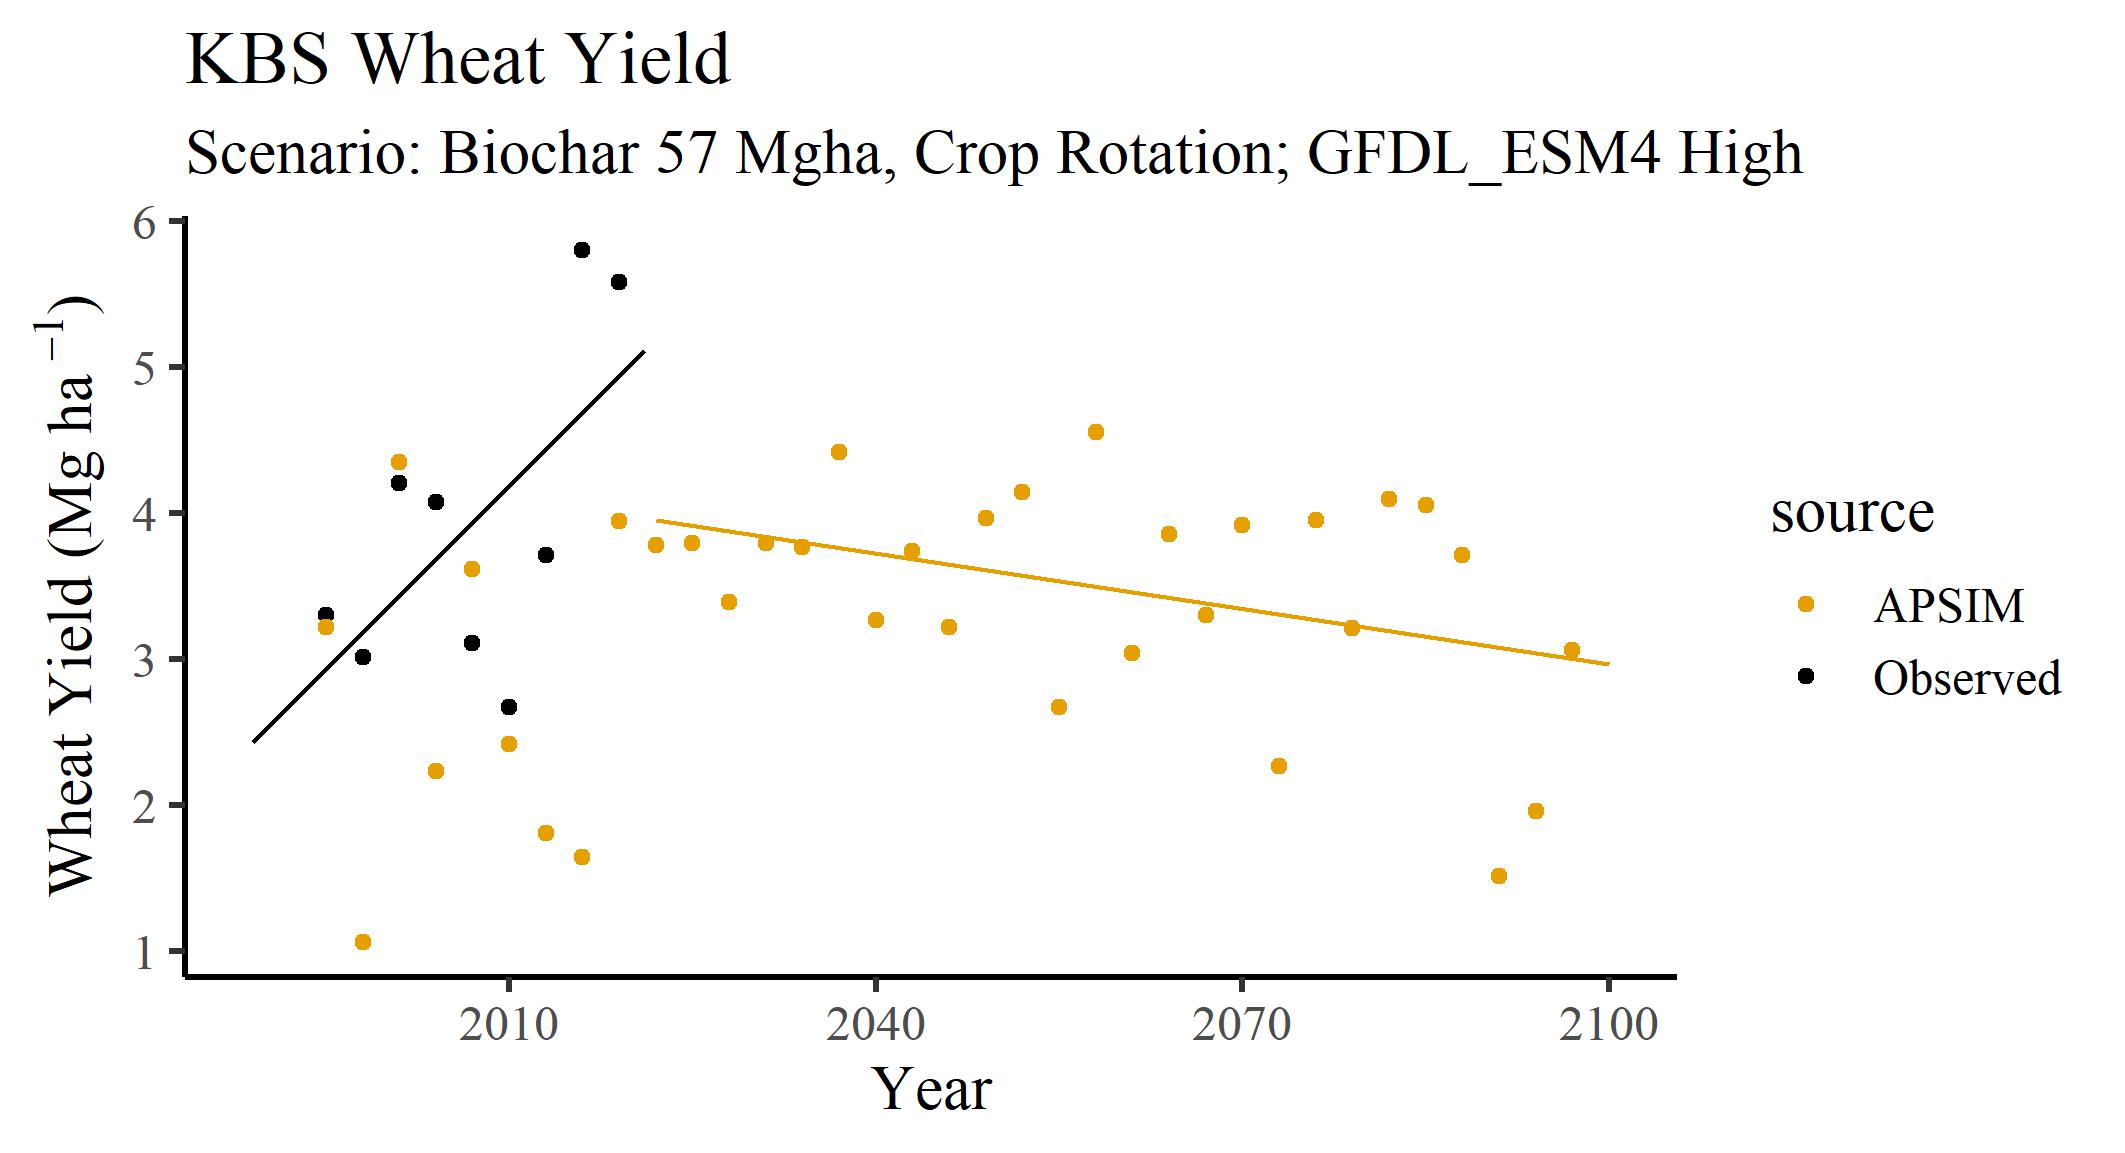 KBS Wheat Yield
Scenario: Biochar 57 Mgha, Crop Rotation; GFDL_ESM4 High
Wheat Yield (Mg ha −1)
6
5
4
3
2
1
2010 2040 2070 2100
Year
source
APSIM
Observed